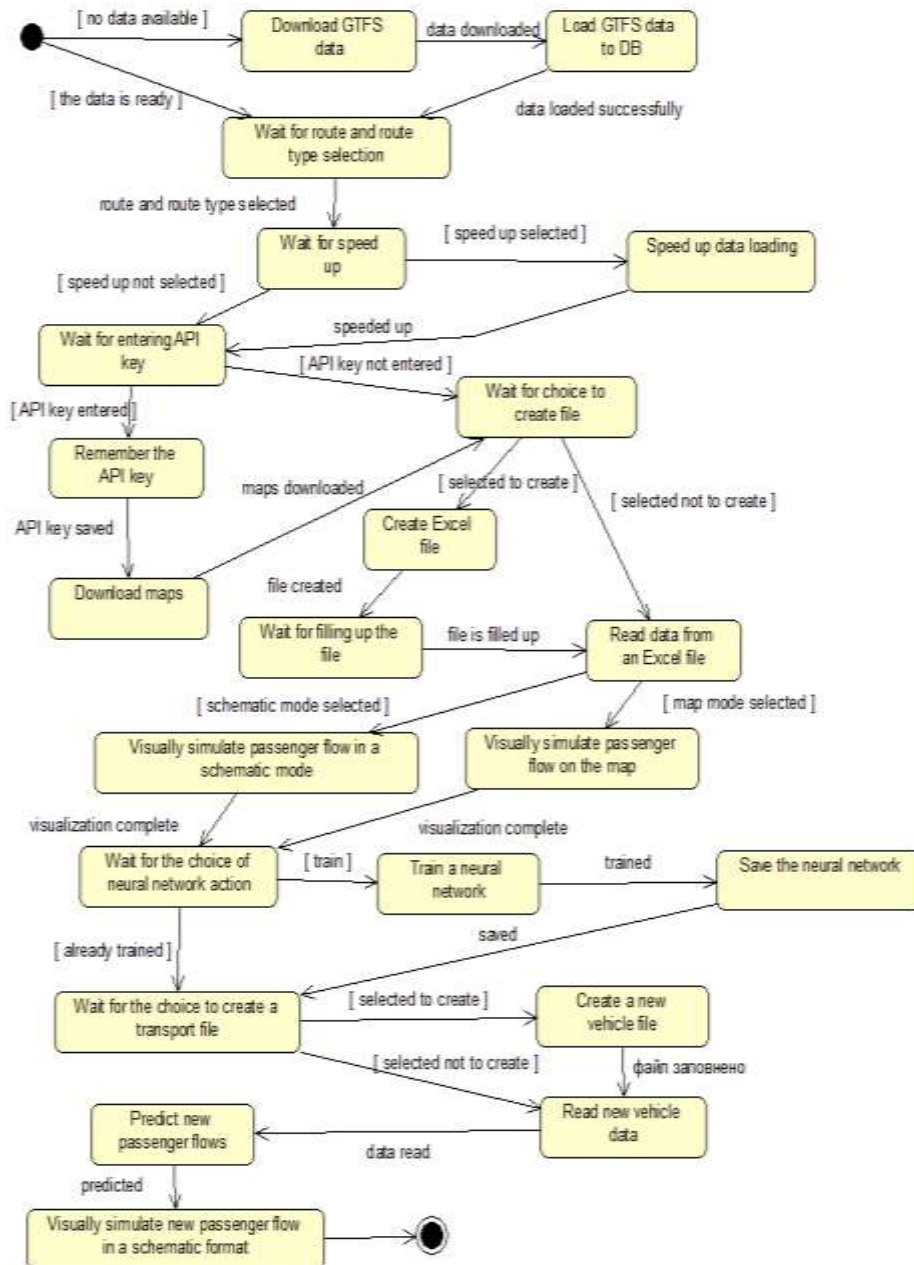 [ no data available ]
Download GTFS
data
data downloaded
Load GTFS data
to DB
[ the data is ready ]
data loaded successfully
Wait for route and route
type selection
route and route type selected
Wait for speed
up
[ speed up selected ]
Speed up data loading
[ speed up not selected ]
speeded up
Wait for entering API
key
[ API key not entered ]
Wait for choice to
create file
[ API key entered ]
Remember the
API key
maps downloaded
[ selected to create ]
[ selected not to create ]
API key saved
Create Excel
file
Download maps
file created
Wait for filling up the
file
file is filled up
Read data from
an Excel file
[ schematic mode selected ]
[ map mode selected ]
Visually simulate passenger flow in a
schematic mode
Visually simulate passenger
flow on the map
visualization complete
visualization complete
Wait for the choice of
neural network action
[ train ]
Train a neural
network
trained
Save the neural network
saved
[ already trained ]
Wait for the choice to create a
transport file
[ selected to create ]
Create a new
vehicle file
[ selected not to create ]
файл заповнено
Read new vehicle
data
Predict new
passenger flows
data read
predicted
Visually simulate new passenger flow
in a schematic format